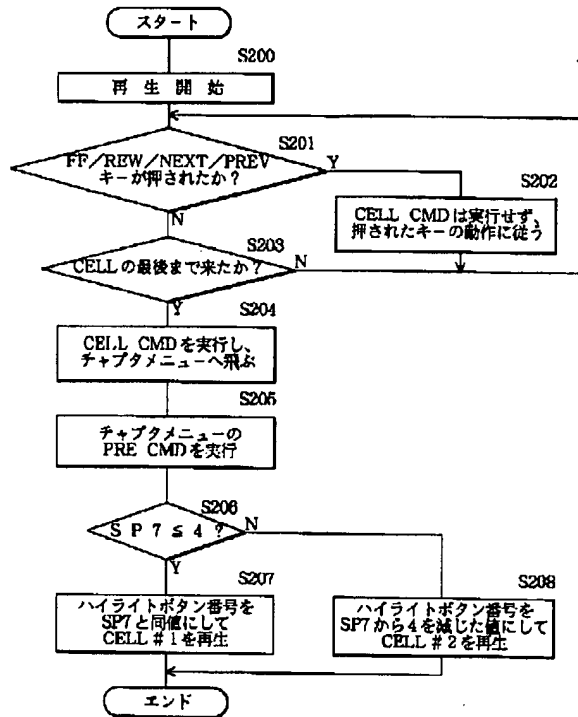 スタート
S200
再生開始
S201
FF/REW/NEXT/PREV
キーが押されたか?
Y
N
S202
CELL CMDは実行せず、
押されたキーの動作に従う
S203
CELLの最後まで来たか?
N
Y
S204
CELL CMDを実行し、
チャプタメニューへ飛ぶ
S205
チャプタメニューの
PRE CMDを実行
S206
SP7≦4?
N
Y
S207
ハイライトボタン番号を
SP7と同値にして
CELL#1を再生
S208
ハイライトボタン番号を
SP7から4を減じた値にして
CELL#2を再生
エンド